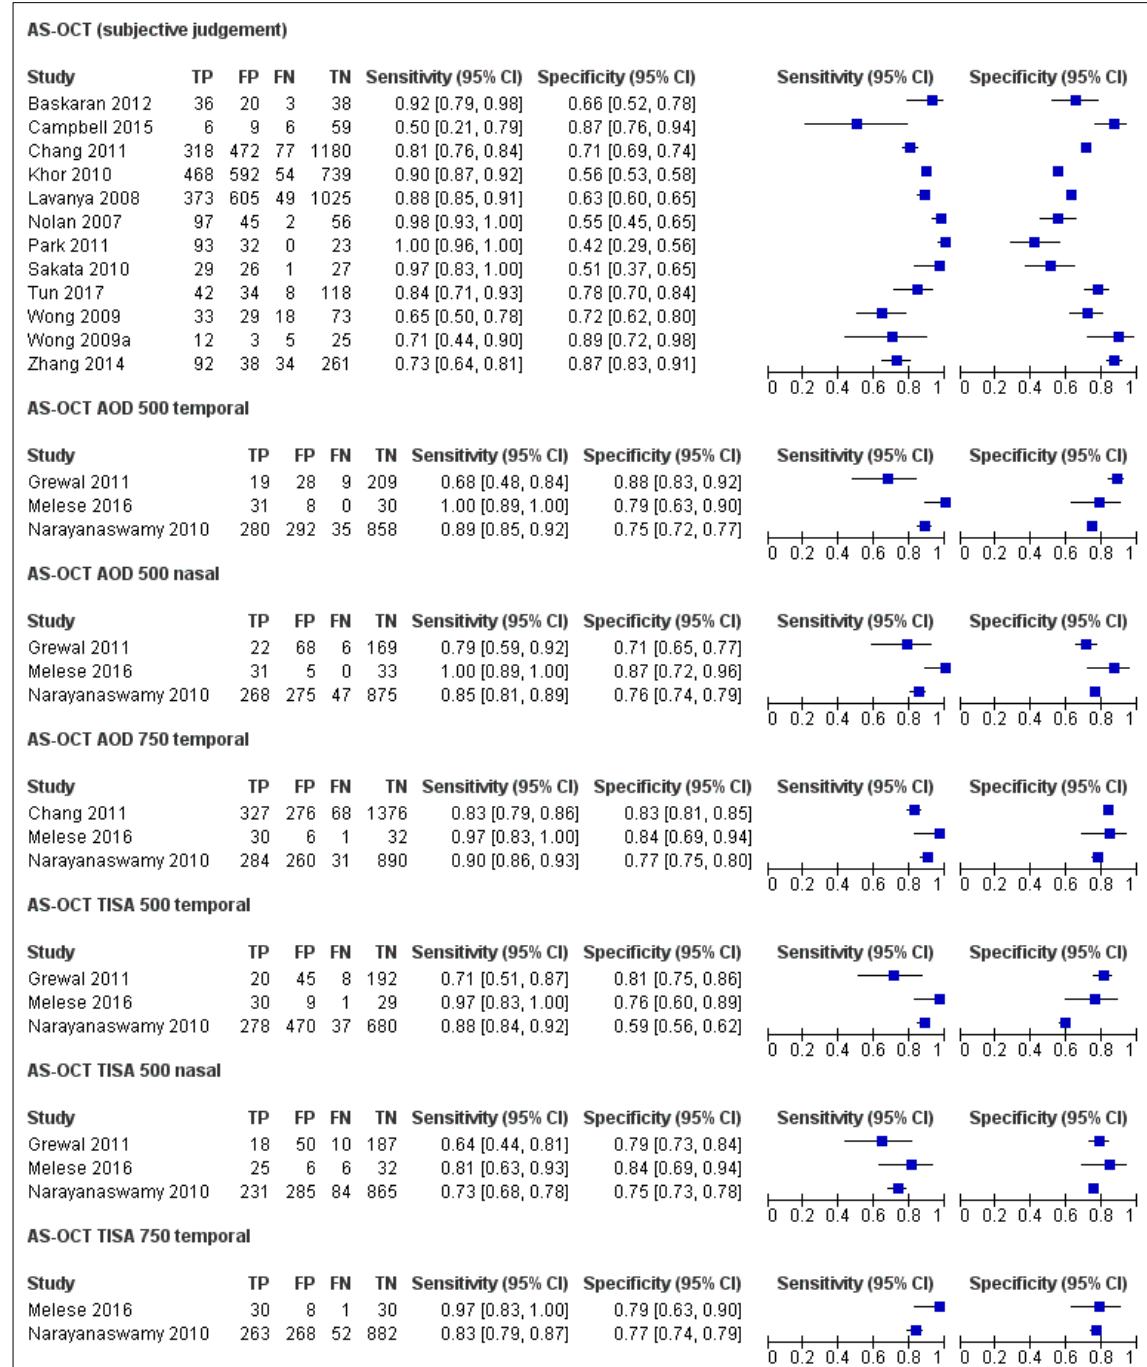 AS-OCT (subjective judgement)
Study TP FP FN TN Sensitivity (95% CI) Specificity (95% CI) Sensitivity (95% CI) Specificity (95% CI)
Baskaran 2012 36 20 3 38 0.92 [0.79, 0.98] 0.66 [0.52, 0.78]
Campbell 2015 6 9 6 59 0.50 [0.21, 0.79] 0.87 [0.76, 0.94]
Chang 2011 318 472 77 1180 0.81 [0.76, 0.84] 0.71 [0.69, 0.74]
Khor 2010 468 592 54 739 0.90 [0.87, 0.92] 0.56 [0.53, 0.58]
Lavanya 2008 373 605 49 1025 0.88 [0.85, 0.91] 0.63 [0.60, 0.65]
Nolan 2007 97 45 2 56 0.98 [0.93, 1.00] 0.55 [0.45, 0.65]
Park 2011 93 32 0 23 1.00 [0.96, 1.00] 0.42 [0.29, 0.56]
Sakata 2010 29 26 1 27 0.97 [0.83, 1.00] 0.51 [0.37, 0.65]
Tun 2017 42 34 8 118 0.84 [0.71, 0.93] 0.78 [0.70, 0.84]
Wong 2009 33 29 18 73 0.65 [0.50, 0.78] 0.72 [0.62, 0.80]
Wong 2009a 12 3 5 25 0.71 [0.44, 0.90] 0.89 [0.72, 0.98]
Zhang 2014 92 38 34 261 0.73 [0.64, 0.81] 0.87 [0.83, 0.91]
0 0.2 0.4 0.6 0.8 1 0 0.2 0.4 0.6 0.8 1
AS-OCT AOD 500 temporal
Study TP FP FN TN Sensitivity (95% CI) Specificity (95% CI) Sensitivity (95% CI) Specificity (95% CI)
Grewal 2011 19 28 9 209 0.68 [0.48, 0.84] 0.88 [0.83, 0.92]
Melese 2016 31 8 0 30 1.00 [0.89, 1.00] 0.79 [0.63, 0.90]
Narayanaswamy 2010 280 292 35 858 0.89 [0.85, 0.92] 0.75 [0.72, 0.77]
0 0.2 0.4 0.6 0.8 1 0 0.2 0.4 0.6 0.8 1
AS-OCT AOD 500 nasal
Study TP FP FN TN Sensitivity (95% CI) Specificity (95% CI) Sensitivity (95% CI) Specificity (95% CI)
Grewal 2011 22 68 6 169 0.79 [0.59, 0.92] 0.71 [0.65, 0.77]
Melese 2016 31 5 0 33 1.00 [0.89, 1.00] 0.87 [0.72, 0.96]
Narayanaswamy 2010 268 275 47 875 0.85 [0.81, 0.89] 0.76 [0.74, 0.79]
0 0.2 0.4 0.6 0.8 1 0 0.2 0.4 0.6 0.8 1
AS-OCT AOD 750 temporal
Study TP FP FN TN Sensitivity (95% CI) Specificity (95% CI) Sensitivity (95% CI) Specificity (95% CI)
Chang 2011 327 276 68 1376 0.83 [0.79, 0.86] 0.83 [0.81, 0.85]
Melese 2016 30 6 1 32 0.97 [0.83, 1.00] 0.84 [0.69, 0.94]
Narayanaswamy 2010 284 260 31 890 0.90 [0.86, 0.93] 0.77 [0.75, 0.80]
0 0.2 0.4 0.6 0.8 1 0 0.2 0.4 0.6 0.8 1
AS-OCT TISA 500 temporal
Study TP FP FN TN Sensitivity (95% CI) Specificity (95% CI) Sensitivity (95% CI) Specificity (95% CI)
Grewal 2011 20 45 8 192 0.71 [0.51, 0.87] 0.81 [0.75, 0.86]
Melese 2016 30 9 1 29 0.97 [0.83, 1.00] 0.76 [0.60, 0.89]
Narayanaswamy 2010 278 470 37 680 0.88 [0.84, 0.92] 0.59 [0.56, 0.62]
0 0.2 0.4 0.6 0.8 1 0 0.2 0.4 0.6 0.8 1
AS-OCT TISA 500 nasal
Study TP FP FN TN Sensitivity (95% CI) Specificity (95% CI) Sensitivity (95% CI) Specificity (95% CI)
Grewal 2011 18 50 10 187 0.64 [0.44, 0.81] 0.79 [0.73, 0.84]
Melese 2016 25 6 6 32 0.81 [0.63, 0.93] 0.84 [0.69, 0.94]
Narayanaswamy 2010 231 285 84 865 0.73 [0.68, 0.78] 0.75 [0.73, 0.78]
0 0.2 0.4 0.6 0.8 1 0 0.2 0.4 0.6 0.8 1
AS-OCT TISA 750 temporal
Study TP FP FN TN Sensitivity (95% CI) Specificity (95% CI) Sensitivity (95% CI) Specificity (95% CI)
Melese 2016 30 8 1 30 0.97 [0.83, 1.00] 0.79 [0.63, 0.90]
Narayanaswamy 2010 263 268 52 882 0.83 [0.79, 0.87] 0.77 [0.74, 0.79]
0 0.2 0.4 0.6 0.8 1 0 0.2 0.4 0.6 0.8 1